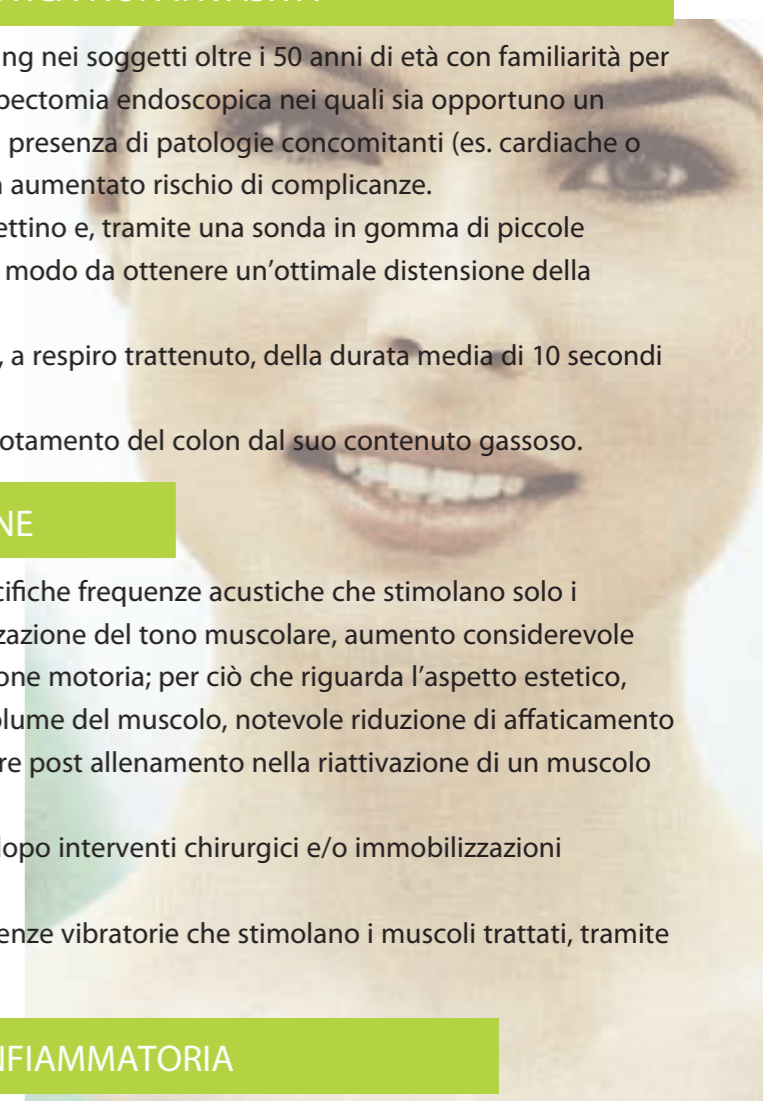 ing nei soggetti oltre i 50 anni di età con familiarità per
pectomia endoscopica nei quali sia opportuno un
presenza di patologie concomitanti (es. cardiache o
aumentato rischio di complicanze.
ettino e, tramite una sonda in gomma di piccole
modo da ottenere un’ottimale distensione della
, a respiro trattenuto, della durata media di 10 secondi
otamento del colon dal suo contenuto gassoso.
NE
cifiche frequenze acustiche che stimolano solo i
zazione del tono muscolare, aumento considerevole
one motoria; per ciò che riguarda l’aspetto estetico,
olume del muscolo, notevole riduzione di affaticamento
re post allenamento nella riattivazione di un muscolo
dopo interventi chirurgici e/o immobilizzazioni
enze vibratorie che stimolano i muscoli trattati, tramite
NFIAMMATORIA